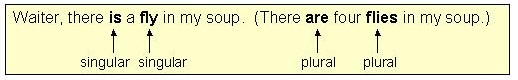 Waiter, there is a fly in my soup. (There are four flies in my soup.)
singular singular plural plural